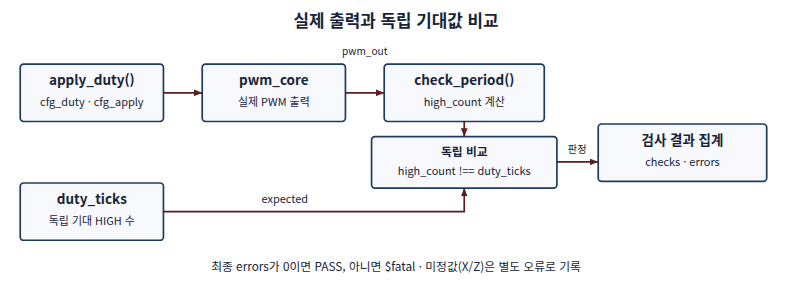 실제 출력과 독립 기대값 비교
pwm_out
apply_duty()
cfg_duty · cfg_apply
pwm_core
실제 PWM 출력
check_period()
high_count 계산
독립 비교
high_count !== duty_ticks
판정
검사 결과 집계
checks · errors
duty_ticks
독립 기대 HIGH 수
expected
최종 errors가 0이면 PASS, 아니면 $fatal · 미정값(X/Z)은 별도 오류로 기록